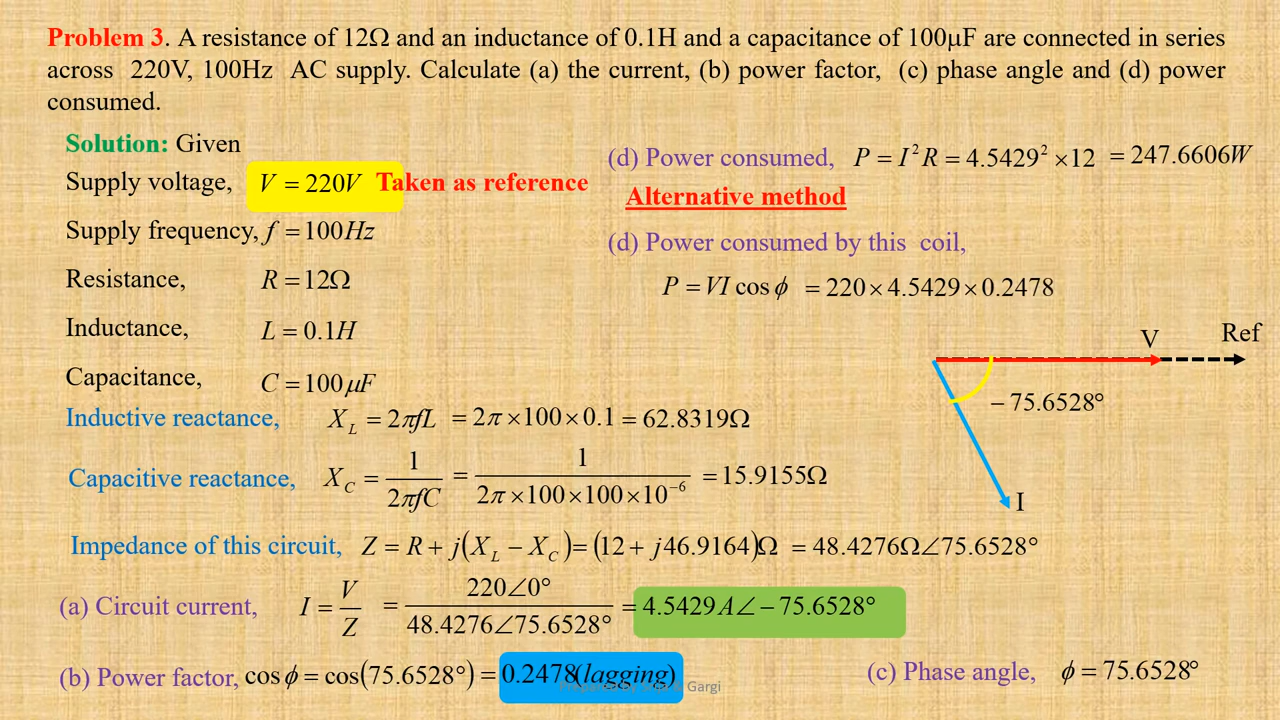 Problem 3. A resistance of 12Ω and an inductance of 0.1H and a capacitance of 100μF are connected in series
across 220V, 100Hz AC supply. Calculate (a) the current, (b) power factor, (c) phase angle and (d) power
consumed.
Solution: Given
Supply voltage, V = 220V Taken as reference
Supply frequency, f = 100Hz
Resistance, R = 12Ω
Inductance, L = 0.1H
Capacitance, C = 100μF
Inductive reactance, X_L = 2πfL = 2π×100×0.1 = 62.8319Ω
Capacitive reactance, X_C = 1/(2πfC) = 1/(2π×100×100×10⁻⁶) = 15.9155Ω
Impedance of this circuit, Z = R + j(X_L − X_C) = (12 + j46.9164)Ω = 48.4276Ω∠75.6528°
(a) Circuit current, I = V/Z = 220∠0°/48.4276∠75.6528° = 4.5429A∠−75.6528°
(b) Power factor, cosϕ = cos(75.6528°) = 0.2478(lagging)
(c) Phase angle, ϕ = 75.6528°
(d) Power consumed, P = I²R = 4.5429² ×12 = 247.6606W
Alternative method
(d) Power consumed by this coil,
P = VI cosϕ = 220×4.5429×0.2478
V Ref
−75.6528°
I
Gargi